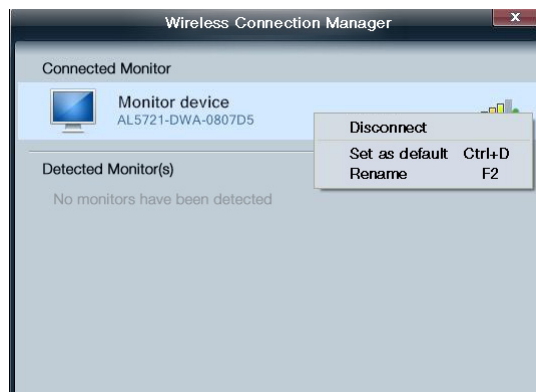 Wireless Connection Manager
x
Connected Monitor
Monitor device
AL5721-DWA-0807D5
Disconnect
Set as default Ctrl+D
Rename F2
Detected Monitor(s)
No monitors have been detected